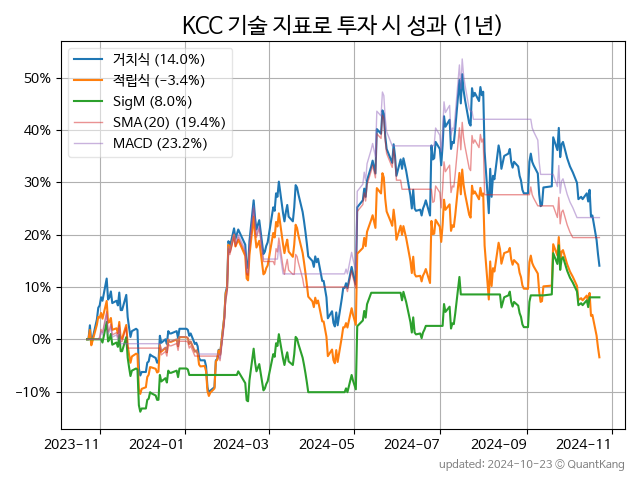 KCC 기술 지표로 투자 시 성과 (1년)
거치식 (14.0%)
적립식 (−3.4%)
SigM (8.0%)
SMA(20) (19.4%)
MACD (23.2%)
50%
40%
30%
20%
10%
0%
−10%
2023-11 2024-01 2024-03 2024-05 2024-07 2024-09 2024-11
updated: 2024-10-23 ⓒ QuantKang